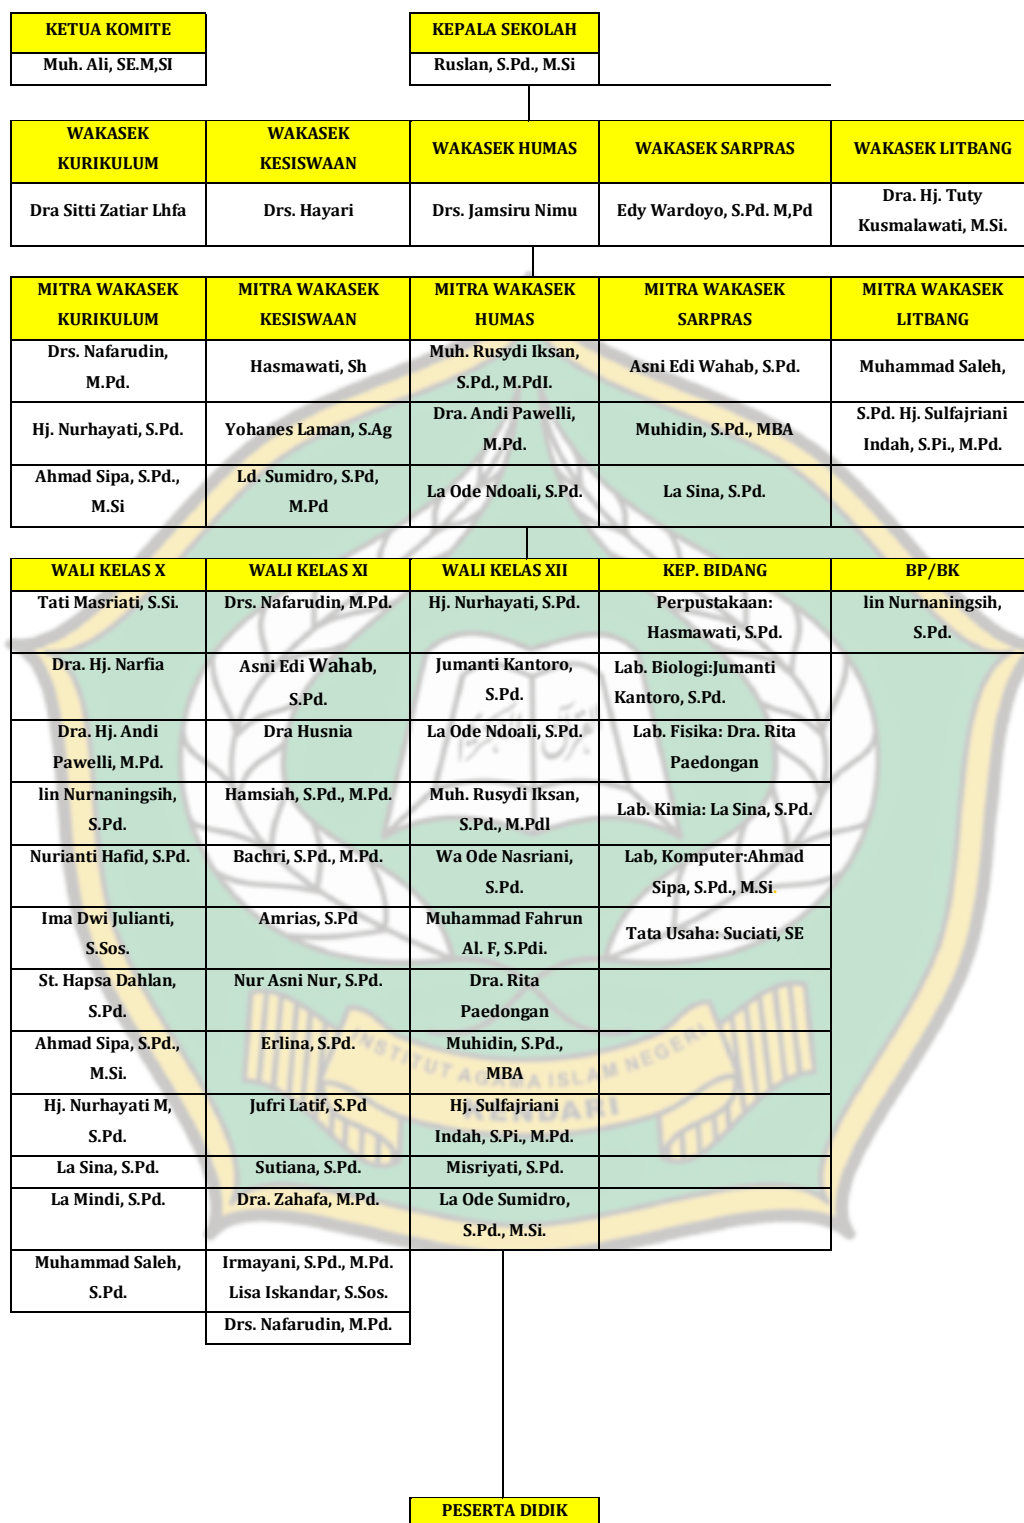 KETUA KOMITE
KEPALA SEKOLAH
Muh. Ali, SE.M,SI
Ruslan, S.Pd., M.Si
WAKASEK
KURIKULUM
WAKASEK
KESISWAAN
WAKASEK HUMAS
WAKASEK SARPRAS
WAKASEK LITBANG
Dra Sitti Zatiar Lhfa
Drs. Hayari
Drs. Jamsiru Nimu
Edy Wardoyo, S.Pd. M,Pd
Dra. Hj. Tuty
Kusmalawati, M.Si.
MITRA WAKASEK
KURIKULUM
MITRA WAKASEK
KESISWAAN
MITRA WAKASEK
HUMAS
MITRA WAKASEK
SARPRAS
MITRA WAKASEK
LITBANG
Drs. Nafarudin,
M.Pd.
Hasmawati, Sh
Muh. Rusydi Iksan,
S.Pd., M.PdI.
Asni Edi Wahab, S.Pd.
Muhammad Saleh,
Hj. Nurhayati, S.Pd.
Yohanes Laman, S.Ag
Dra. Andi Pawelli,
M.Pd.
Muhidin, S.Pd., MBA
S.Pd. Hj. Sulfajriani
Indah, S.Pi., M.Pd.
Ahmad Sipa, S.Pd.,
M.Si
Ld. Sumidro, S.Pd,
M.Pd
La Ode Ndoali, S.Pd.
La Sina, S.Pd.
WALI KELAS X
WALI KELAS XI
WALI KELAS XII
KEP. BIDANG
BP/BK
Tati Masriati, S.Si.
Drs. Nafarudin, M.Pd.
Hj. Nurhayati, S.Pd.
Perpustakaan:
Hasmawati, S.Pd.
lin Nurnaningsih,
S.Pd.
Dra. Hj. Narfia
Asni Edi Wahab,
S.Pd.
Jumanti Kantoro,
S.Pd.
Lab. Biologi:Jumanti
Kantoro, S.Pd.
Dra. Hj. Andi
Pawelli, M.Pd.
Dra Husnia
La Ode Ndoali, S.Pd.
Lab. Fisika: Dra. Rita
Paedongan
lin Nurnaningsih,
S.Pd.
Hamsiah, S.Pd., M.Pd.
Muh. Rusydi Iksan,
S.Pd., M.Pdl
Lab. Kimia: La Sina, S.Pd.
Nurianti Hafid, S.Pd.
Bachri, S.Pd., M.Pd.
Wa Ode Nasriani,
S.Pd.
Lab, Komputer:Ahmad
Sipa, S.Pd., M.Si.
Ima Dwi Julianti,
S.Sos.
Amrias, S.Pd
Muhammad Fahrun
Al. F, S.Pdi.
Tata Usaha: Suciati, SE
St. Hapsa Dahlan,
S.Pd.
Nur Asni Nur, S.Pd.
Dra. Rita
Paedongan
Ahmad Sipa, S.Pd.,
M.Si.
Erlina, S.Pd.
Muhidin, S.Pd.,
MBA
Hj. Nurhayati M,
S.Pd.
Jufri Latif, S.Pd
Hj. Sulfajriani
Indah, S.Pi., M.Pd.
La Sina, S.Pd.
Sutiana, S.Pd.
Misriyati, S.Pd.
La Mindi, S.Pd.
Dra. Zahafa, M.Pd.
La Ode Sumidro,
S.Pd., M.Si.
Muhammad Saleh,
S.Pd.
Irmayani, S.Pd., M.Pd.
Lisa Iskandar, S.Sos.
Drs. Nafarudin, M.Pd.
PESERTA DIDIK
INSTITUT AGAMA ISLAM NEGERI
KENDARI